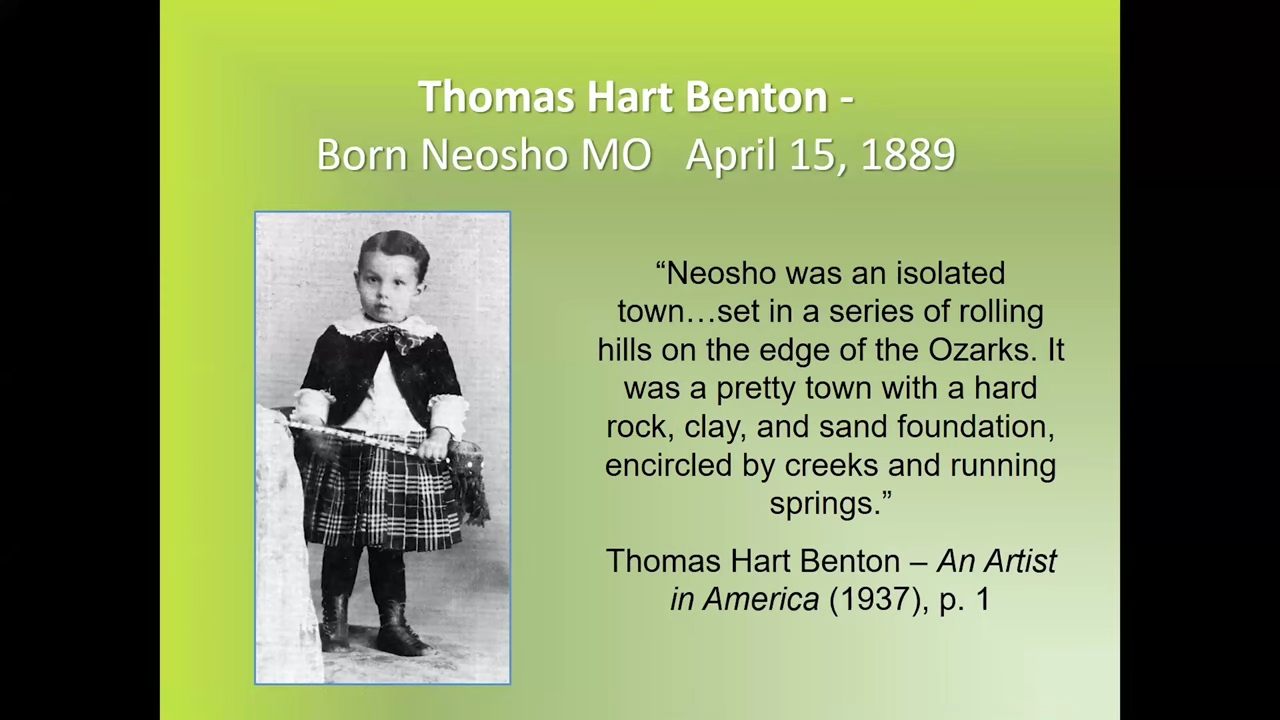 Thomas Hart Benton -
Born Neosho MO April 15, 1889
“Neosho was an isolated
town…set in a series of rolling
hills on the edge of the Ozarks. It
was a pretty town with a hard
rock, clay, and sand foundation,
encircled by creeks and running
springs.”
Thomas Hart Benton – An Artist
in America (1937), p. 1